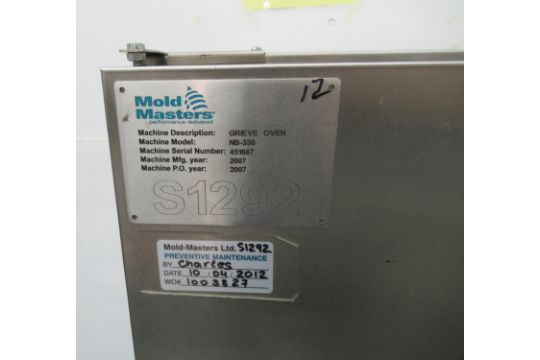 12
Mold
Masters
performance delivered
Machine Description: GRIEVE OVEN
Machine Model: NB-350
Machine Serial Number: 451667
Machine Mfg. year: 2007
Machine P.O. year: 2007
S1292
Mold-Masters Ltd. S1292
PREVENTIVE MAINTENANCE
BY Charles
DATE 10 04 2012
WO# 1003827